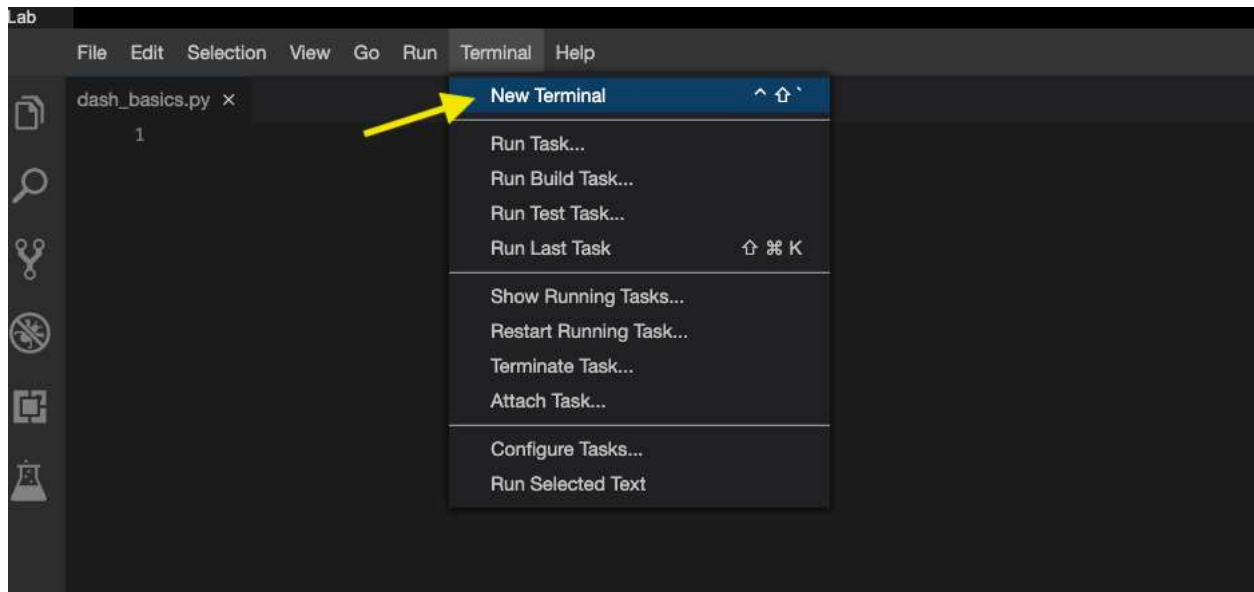 Lab
File Edit Selection View Go Run Terminal Help
dash_basics.py ×
1
New Terminal ^⇧`
Run Task...
Run Build Task...
Run Test Task...
Run Last Task ⇧⌘K
Show Running Tasks...
Restart Running Task...
Terminate Task...
Attach Task...
Configure Tasks...
Run Selected Text